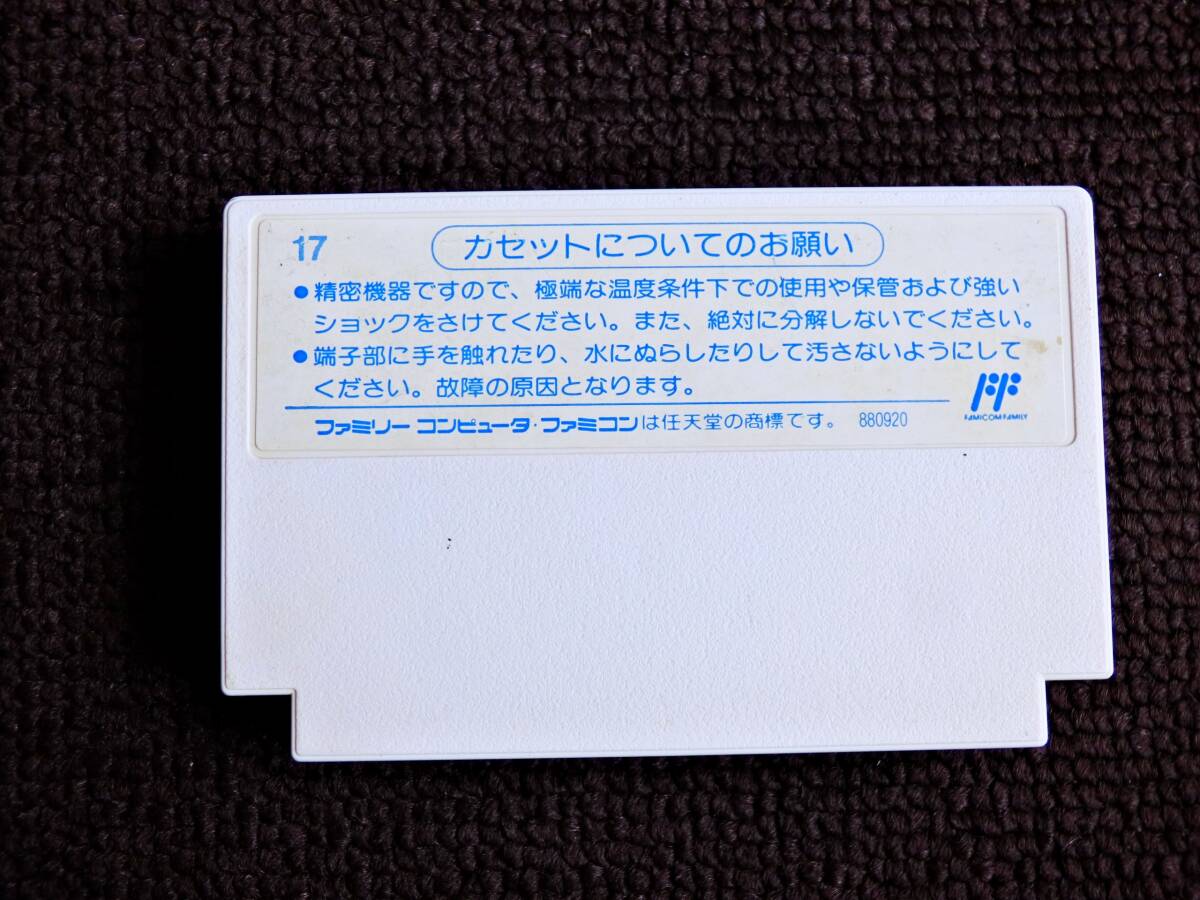 17
カセットについてのお願い
●精密機器ですので、極端な温度条件下での使用や保管および強い
ショックをさけてください。また、絶対に分解しないでください。
●端子部に手を触れたり、水にぬらしたりして汚さないようにして
ください。故障の原因となります。
FAMICOM FAMILY
ファミリー コンピュータ・ファミコンは任天堂の商標です。 880920